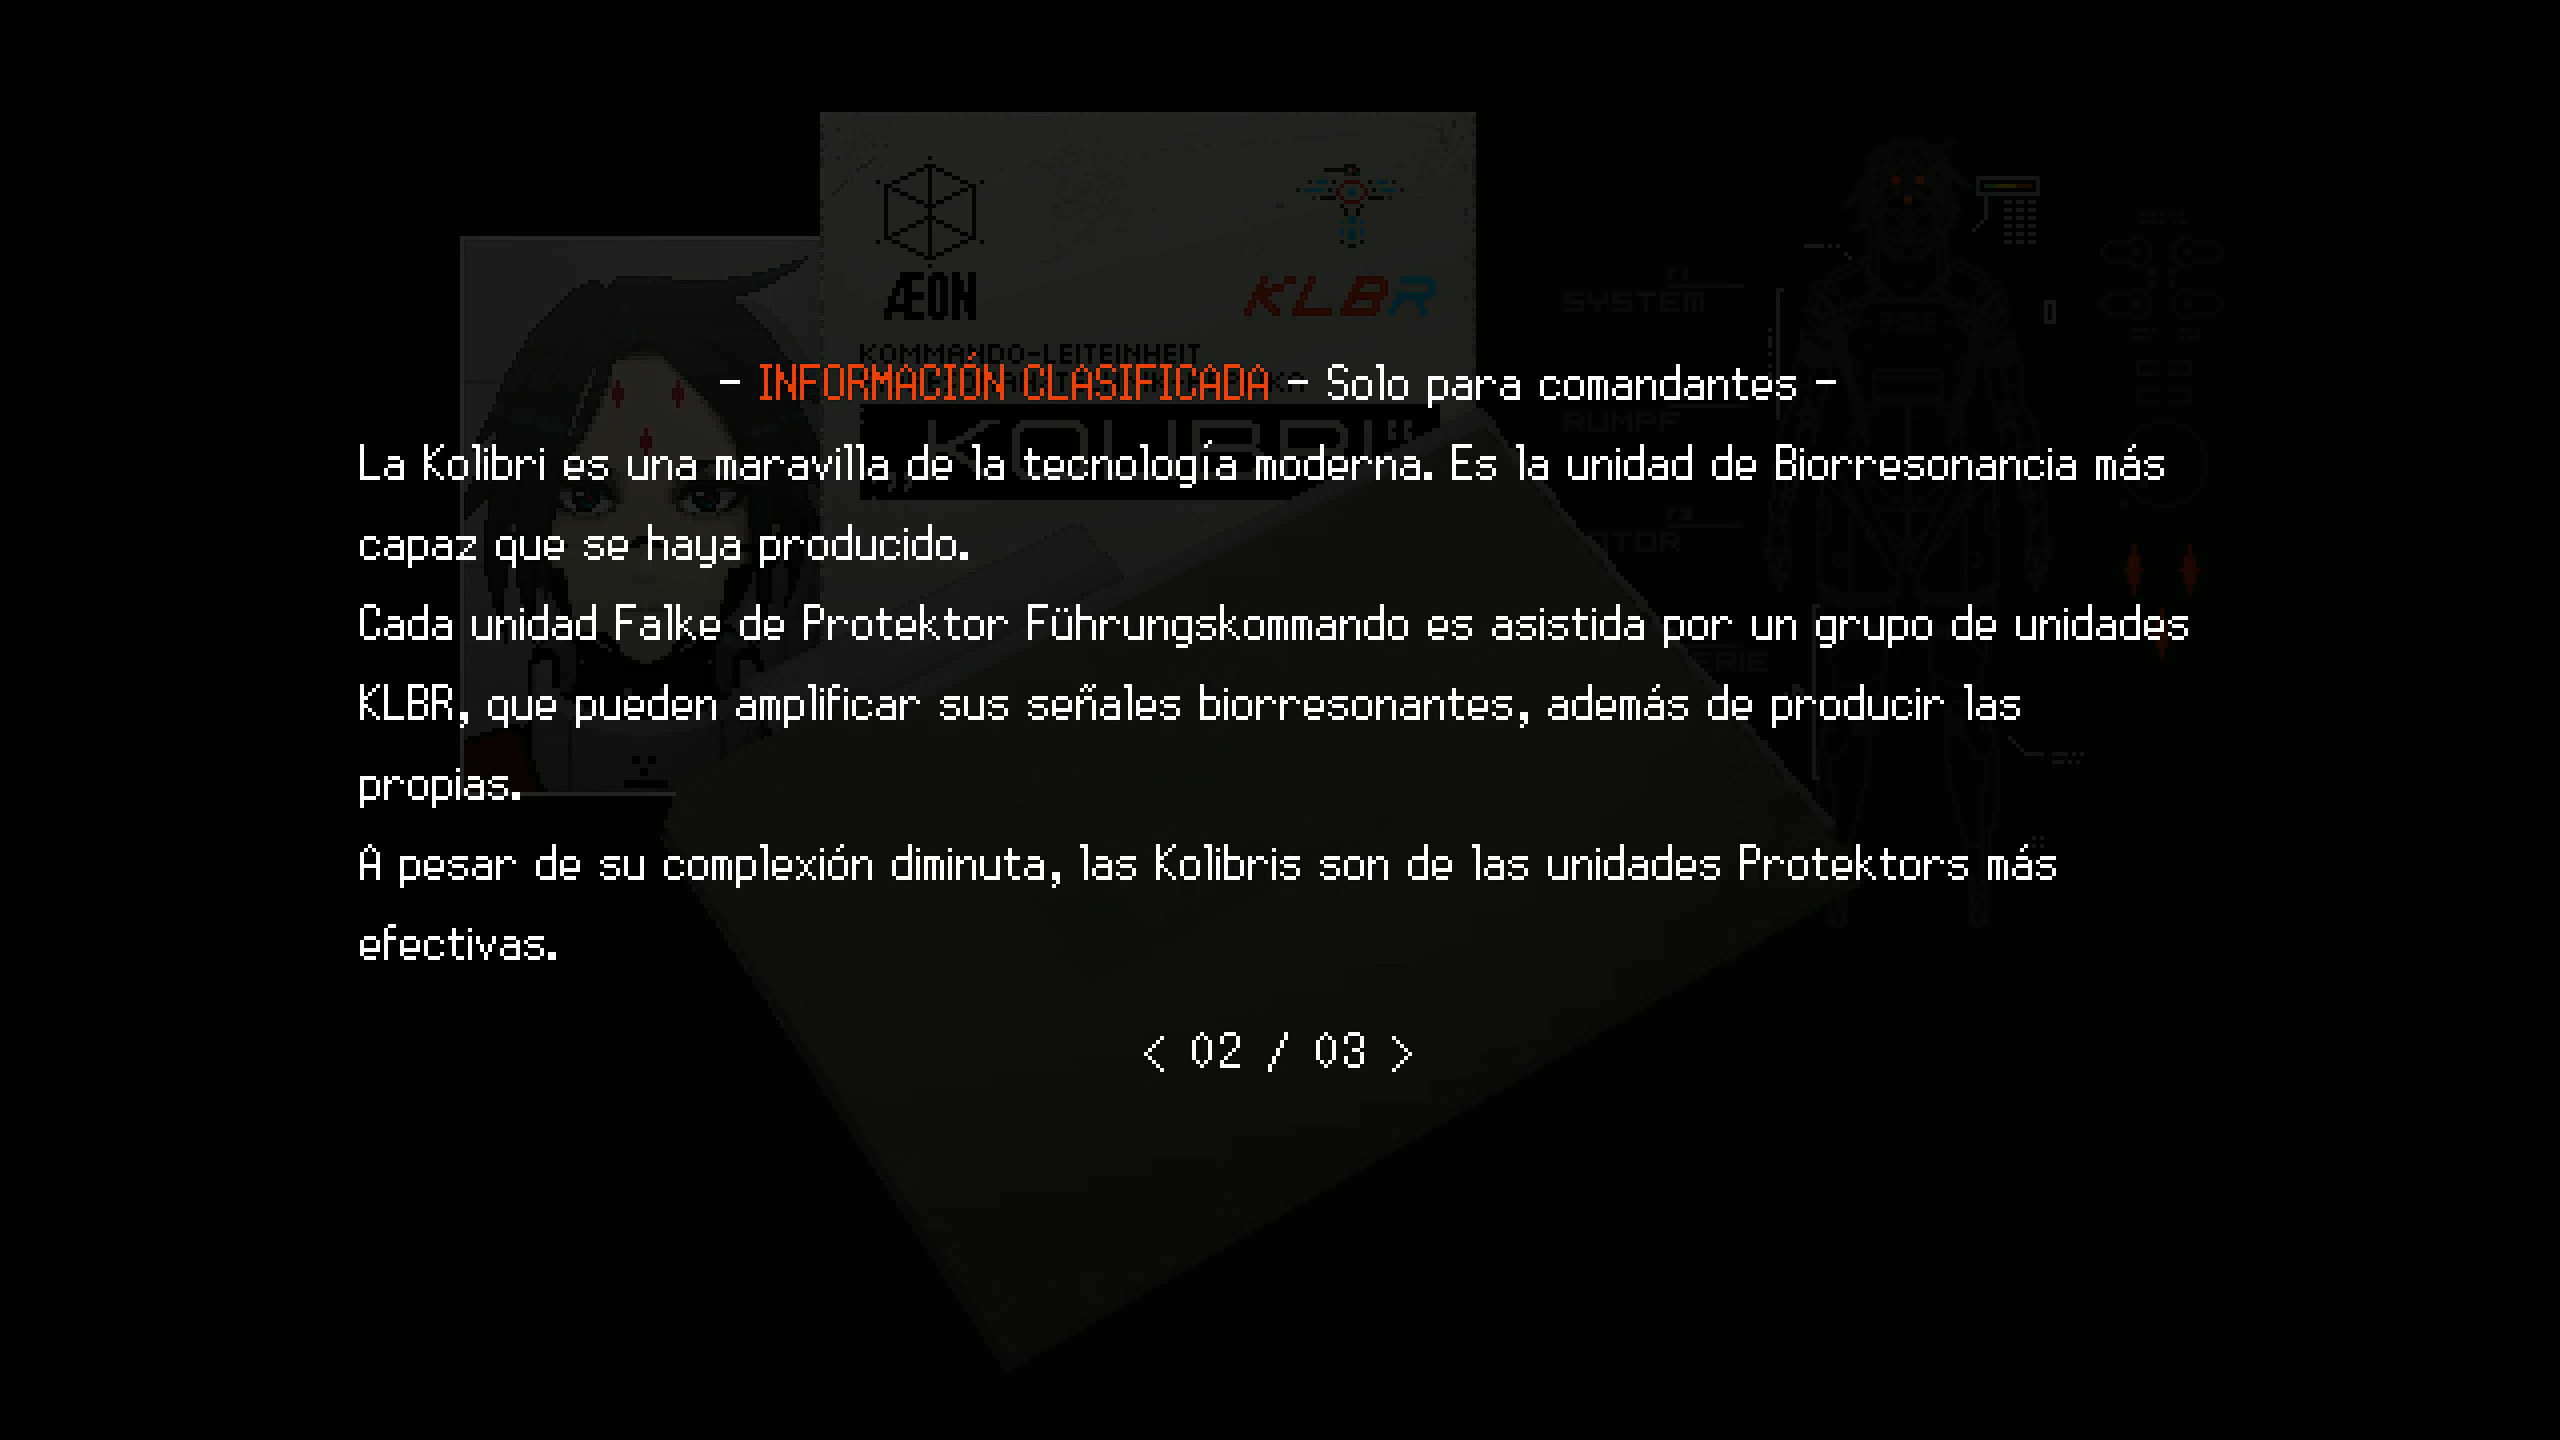 ÆON
KLBR
KOMMANDO-LEITEINHEIT
- INFORMACIÓN CLASIFICADA - Solo para comandantes -
„KOLIBRI“
SYSTEM
RUMPF
La Kolibri es una maravilla de la tecnología moderna. Es la unidad de Biorresonancia más
capaz que se haya producido.
Cada unidad Falke de Protektor Führungskommando es asistida por un grupo de unidades
KLBR, que pueden amplificar sus señales biorresonantes, además de producir las
propias.
A pesar de su complexión diminuta, las Kolibris son de las unidades Protektors más
efectivas.
< 02 / 03 >